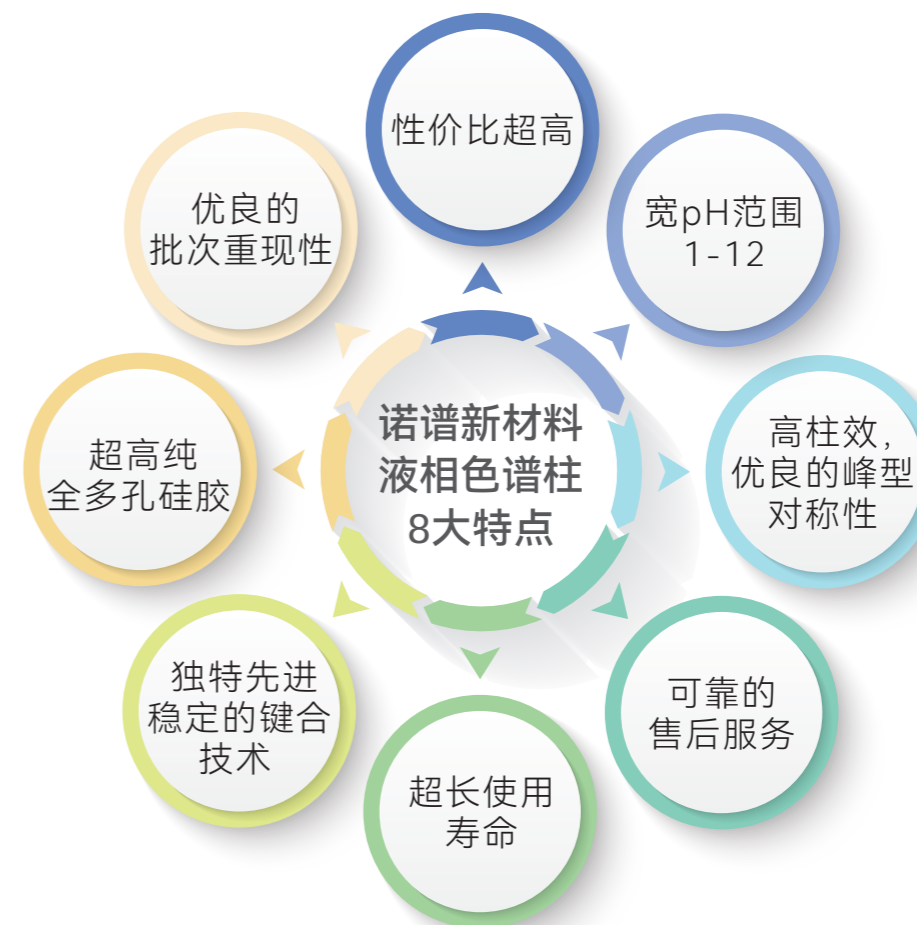 诺谱新材料
液相色谱柱
8大特点
性价比超高
宽pH范围
1-12
高柱效，
优良的峰型
对称性
可靠的
售后服务
超长使用
寿命
独特先进
稳定的键合
技术
超高纯
全多孔硅胶
优良的
批次重现性